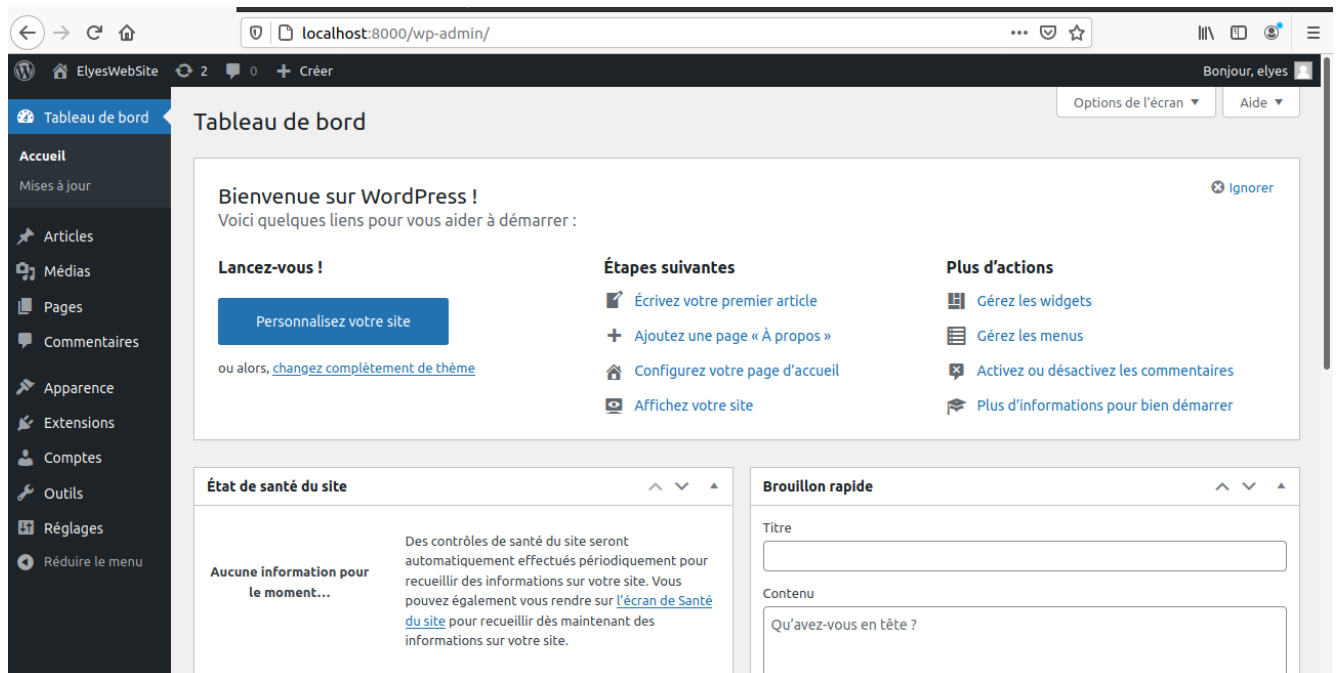 localhost:8000/wp-admin/
ElyesWebSite 2 0 + Créer Bonjour, elyes
Options de l'écran ▼ Aide ▼
Tableau de bord
Accueil
Mises à jour
Articles
Médias
Pages
Commentaires
Apparence
Extensions
Comptes
Outils
Réglages
Réduire le menu
Tableau de bord
Bienvenue sur WordPress !
Ignorer
Voici quelques liens pour vous aider à démarrer :
Lancez-vous !
Personnalisez votre site
ou alors, changez complètement de thème
Étapes suivantes
Écrivez votre premier article
Ajoutez une page « À propos »
Configurez votre page d'accueil
Affichez votre site
Plus d'actions
Gérez les widgets
Gérez les menus
Activez ou désactivez les commentaires
Plus d'informations pour bien démarrer
État de santé du site
Aucune information pour
le moment...
Des contrôles de santé du site seront
automatiquement effectués périodiquement pour
recueillir des informations sur votre site. Vous
pouvez également vous rendre sur l'écran de Santé
du site pour recueillir dès maintenant des
informations sur votre site.
Brouillon rapide
Titre
Contenu
Qu'avez-vous en tête ?